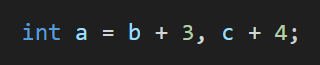 int a = b + 3, c + 4;